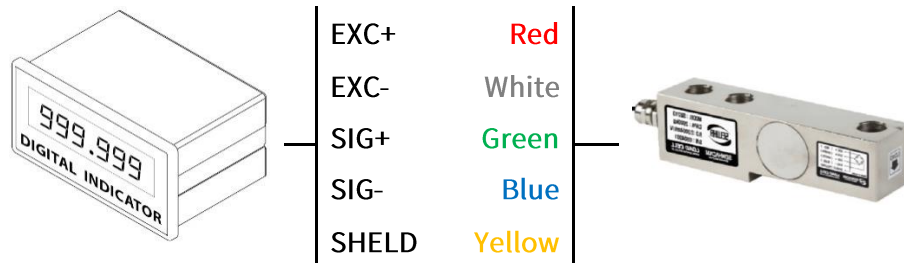 999.999
DIGITAL INDICATOR
EXC+ Red
EXC- White
SIG+ Green
SIG- Blue
SHELD Yellow